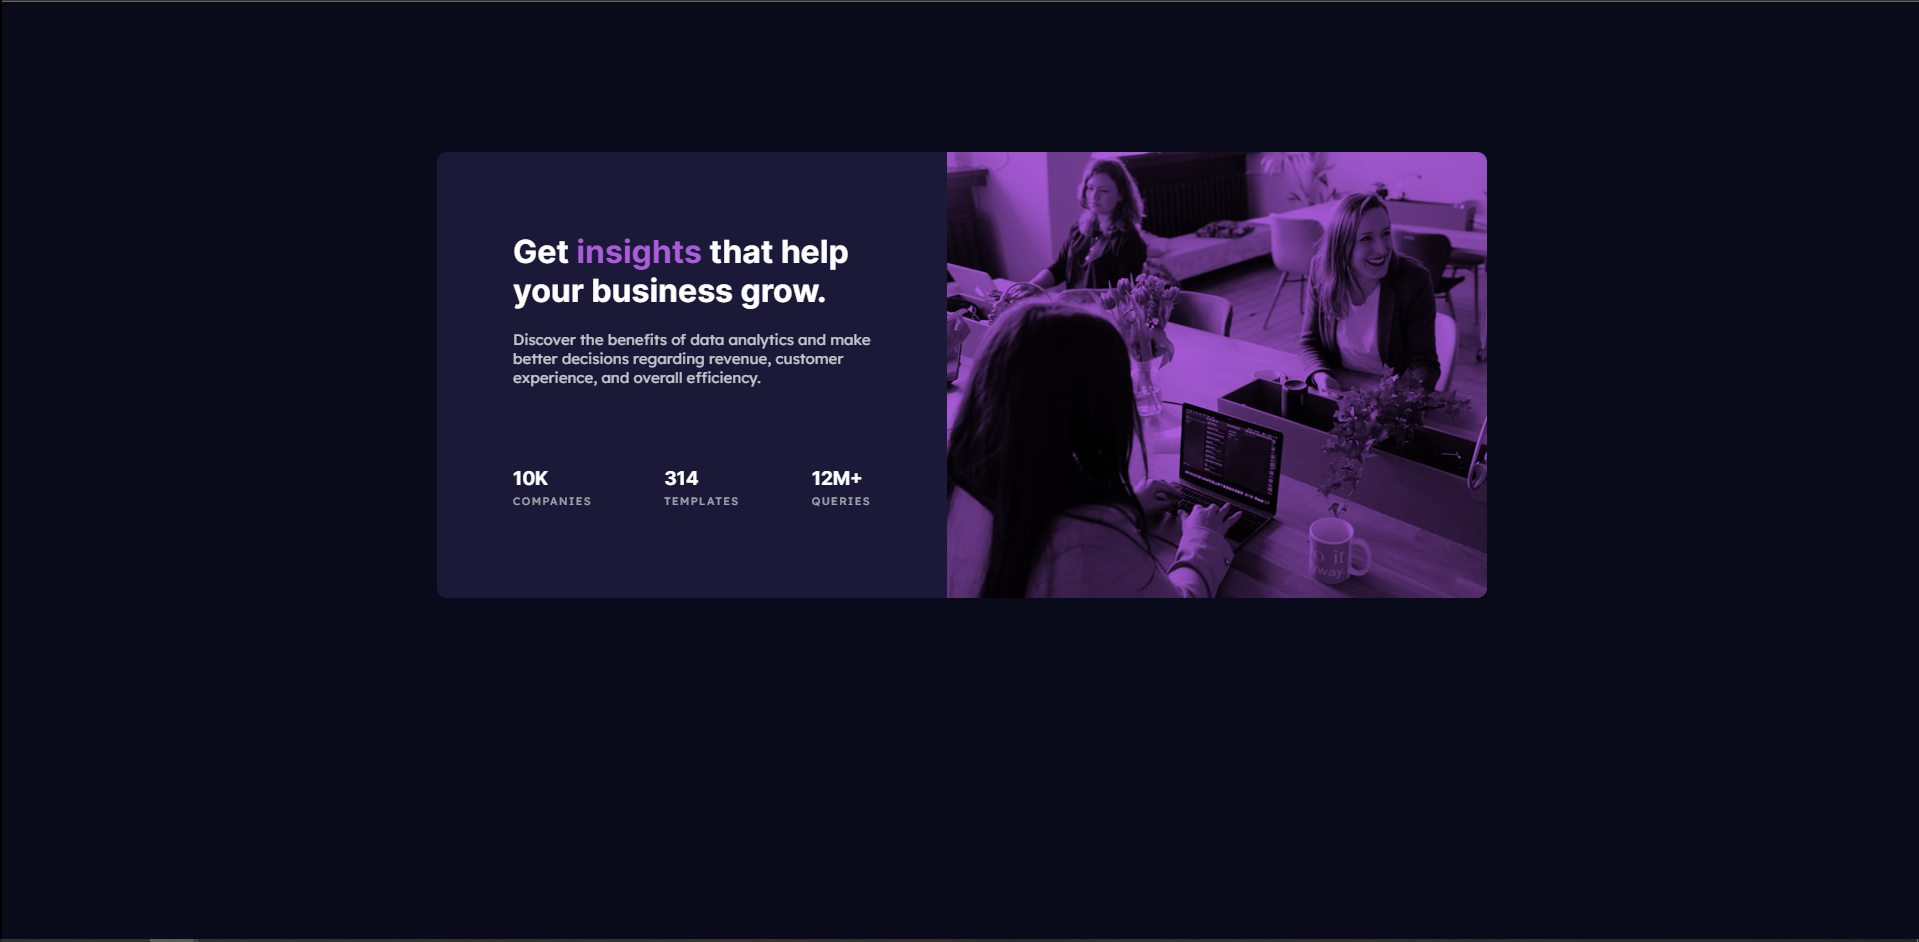 Get insights that help
your business grow.
Discover the benefits of data analytics and make
better decisions regarding revenue, customer
experience, and overall efficiency.
10K 314 12M+
COMPANIES TEMPLATES QUERIES